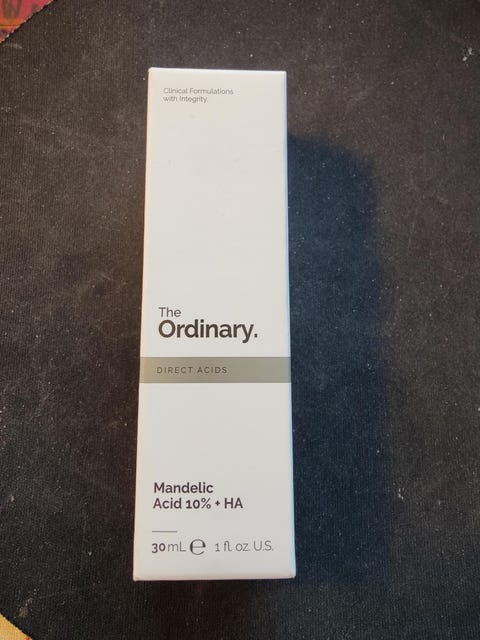 Clinical Formulations
with Integrity.
The
Ordinary.
DIRECT ACIDS
Mandelic
Acid 10% + HA
30 mL ℮ 1 fl. oz. U.S.